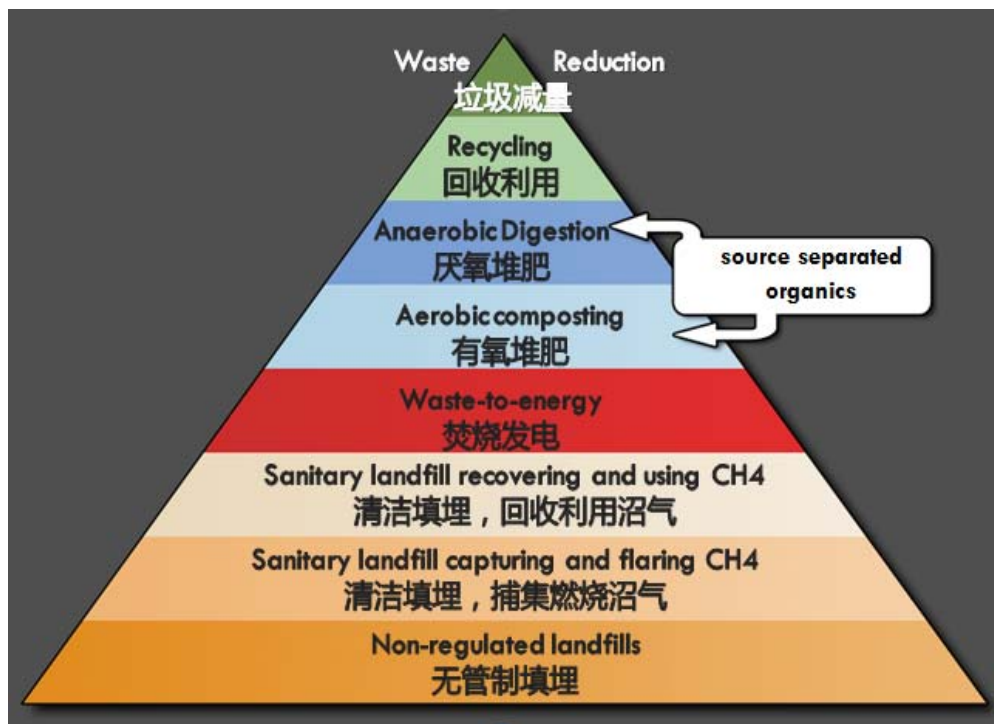 Waste Reduction
垃圾减量
Recycling
回收利用
Anaerobic Digestion
厌氧堆肥
source separated
organics
Aerobic composting
有氧堆肥
Waste-to-energy
焚烧发电
Sanitary landfill recovering and using CH4
清洁填埋，回收利用沼气
Sanitary landfill capturing and flaring CH4
清洁填埋，捕集燃烧沼气
Non-regulated landfills
无管制填埋